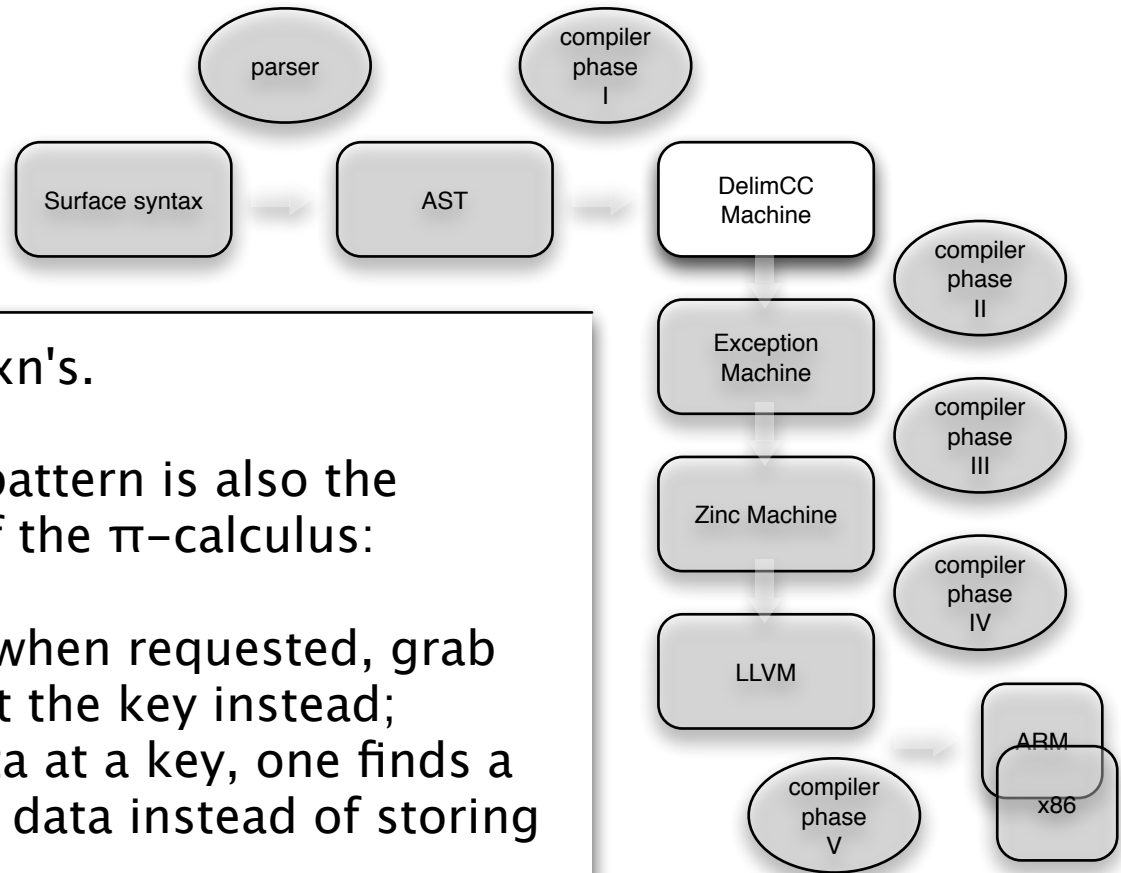 parser
compiler
phase
I
Surface syntax
AST
DelimCC
Machine
compiler
phase
II
Exception
Machine
compiler
phase
III
Zinc Machine
compiler
phase
IV
LLVM
ARM
x86
compiler
phase
V
xn's.
pattern is also the
f the π-calculus:
when requested, grab
t the key instead;
ta at a key, one finds a
data instead of storing